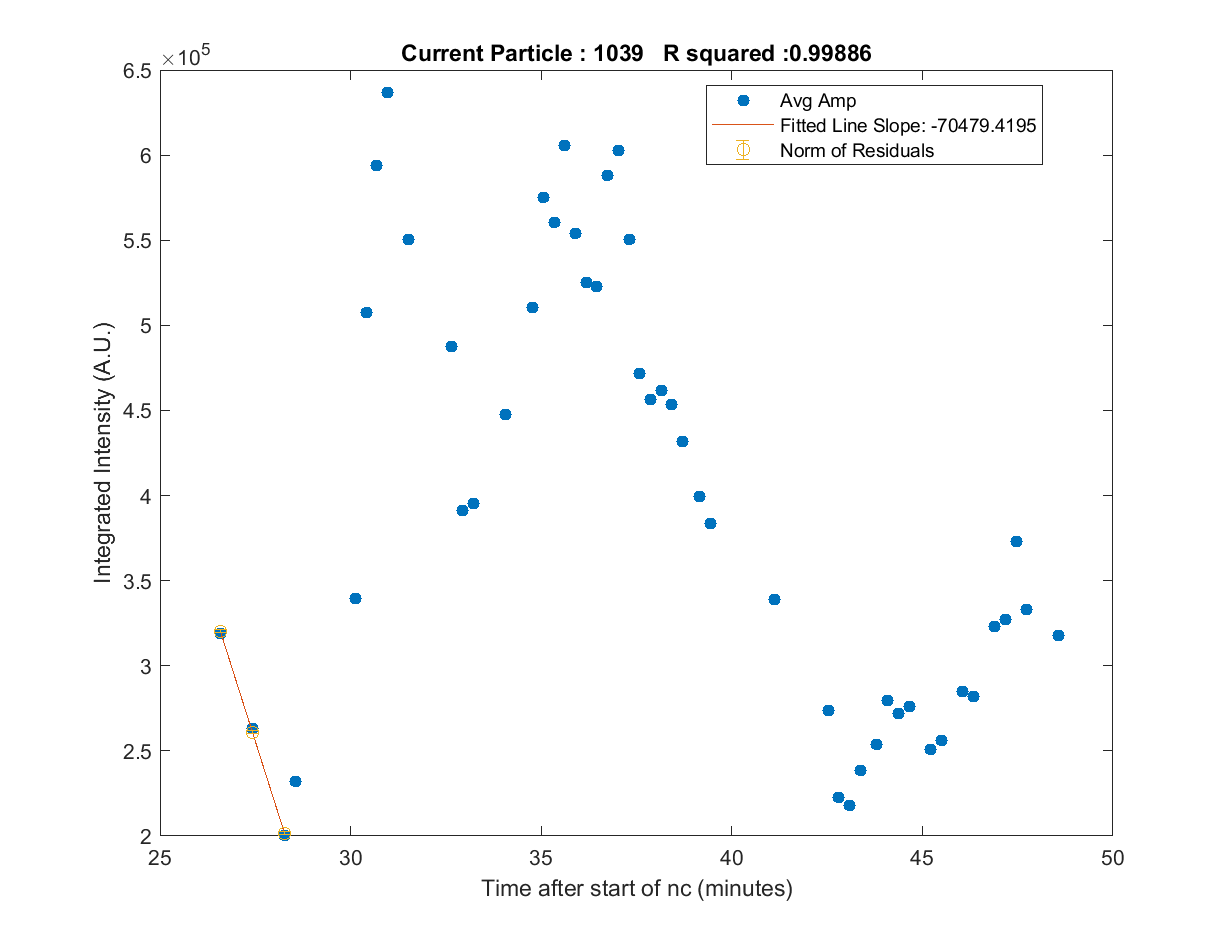 Current Particle : 1039 R squared :0.99886
×10^5
6.5
6
5.5
5
4.5
4
3.5
3
2.5
2
25 30 35 40 45 50
Integrated Intensity (A.U.)
Time after start of nc (minutes)
Avg Amp
Fitted Line Slope: -70479.4195
Norm of Residuals